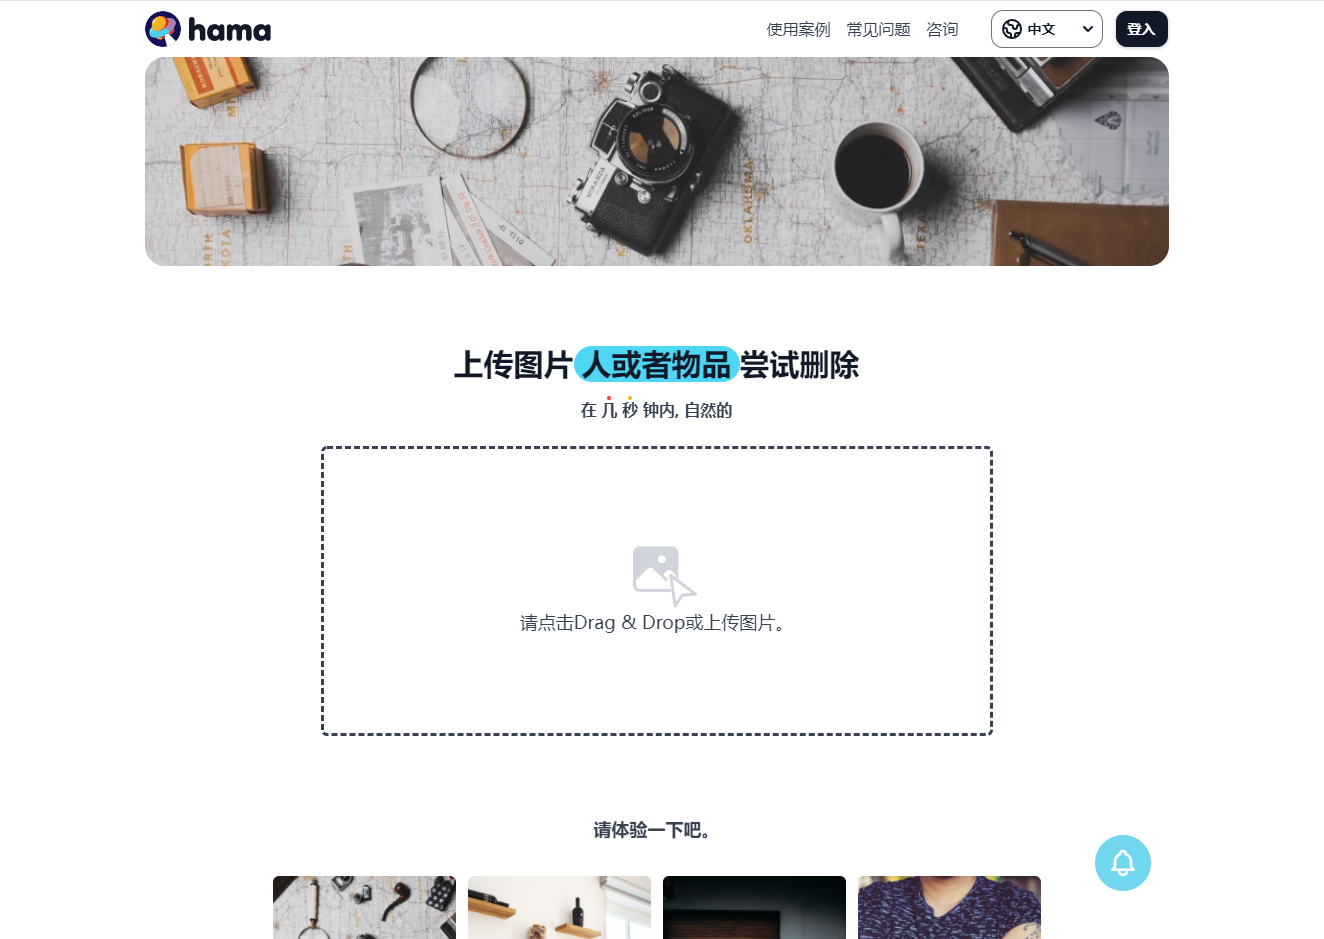 hama
使用案例 常见问题 咨询 中文 登入
MIRANDA
OKLAHOMA
上传图片 人或者物品 尝试删除
在 几 秒 钟内, 自然的
请点击Drag & Drop或上传图片。
请体验一下吧。